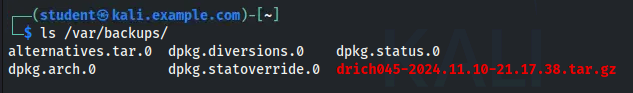 (student㉿kali.example.com)-[~]
$ ls /var/backups/
alternatives.tar.0 dpkg.diversions.0 dpkg.status.0
dpkg.arch.0 dpkg.statoverride.0 drich045-2024.11.10-21.17.38.tar.gz
KALI